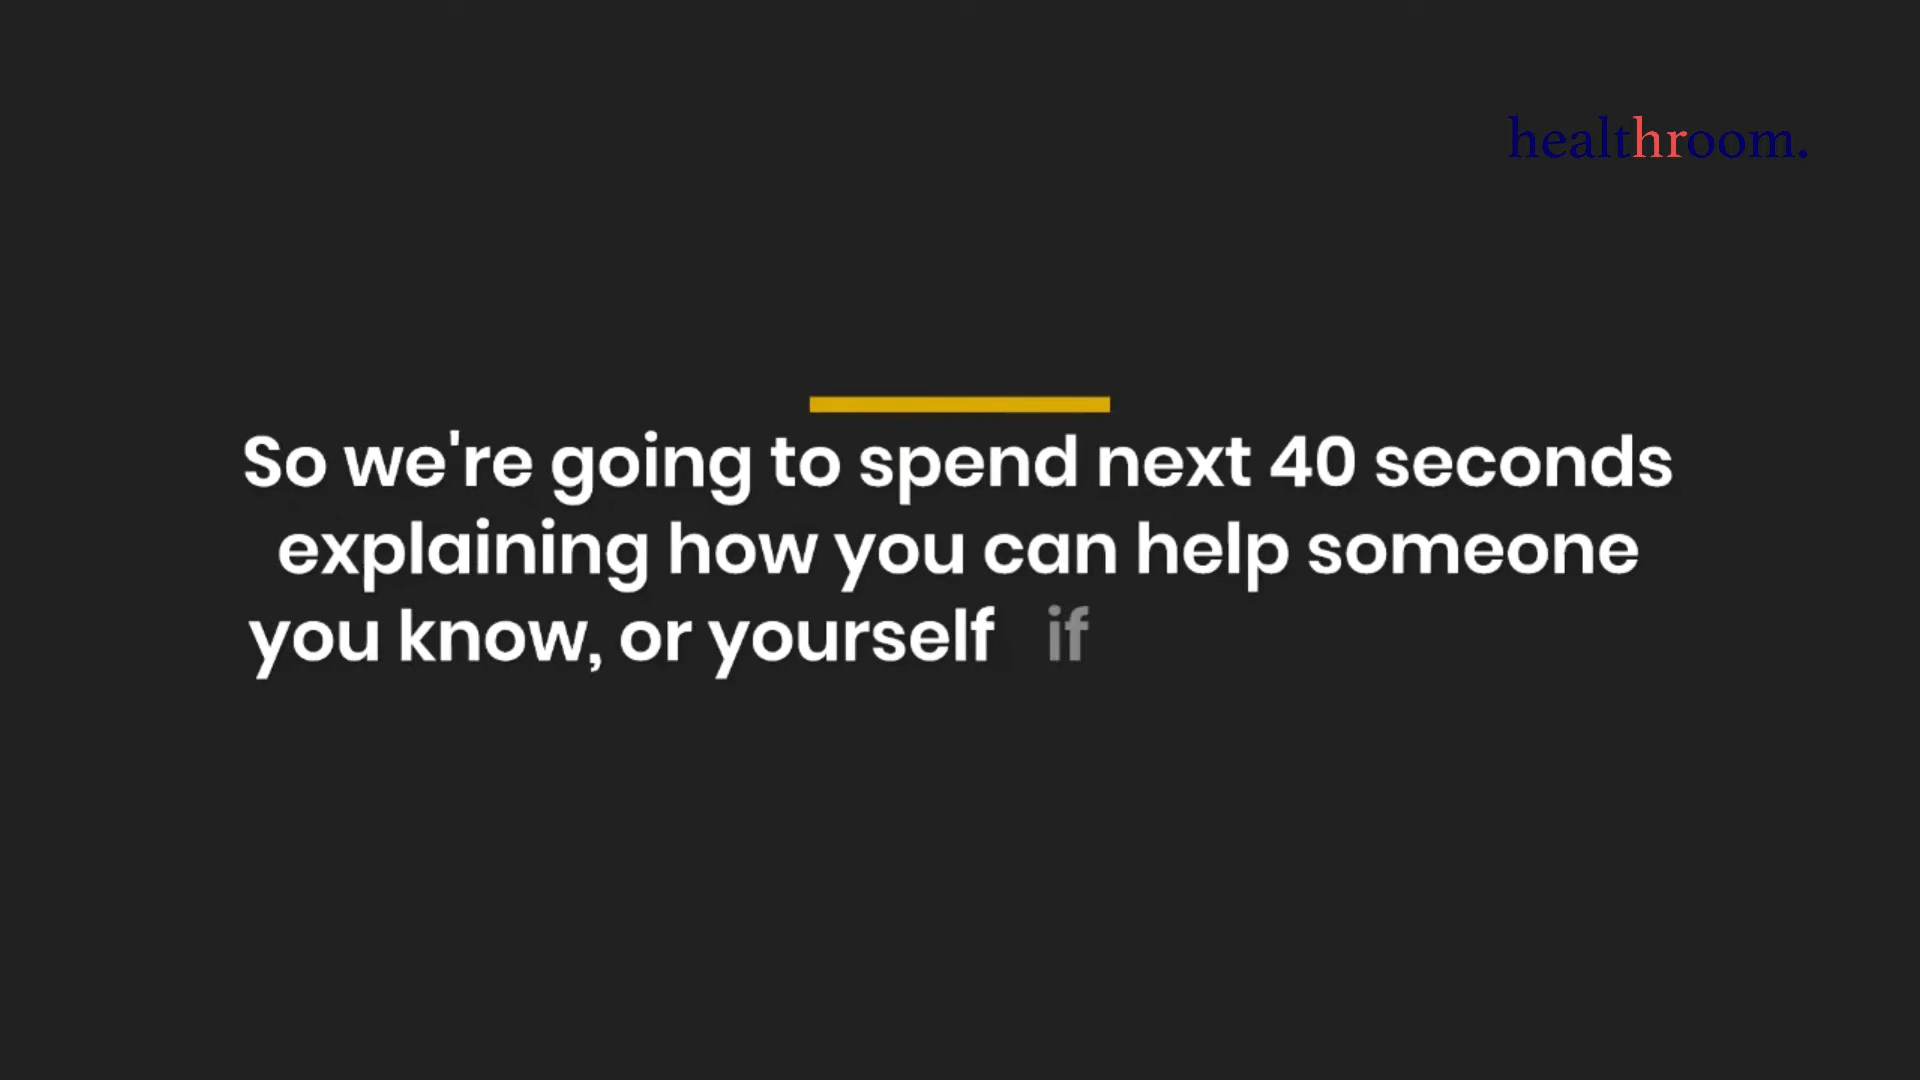 healthroom.
So we're going to spend next 40 seconds
explaining how you can help someone
you know, or yourself if